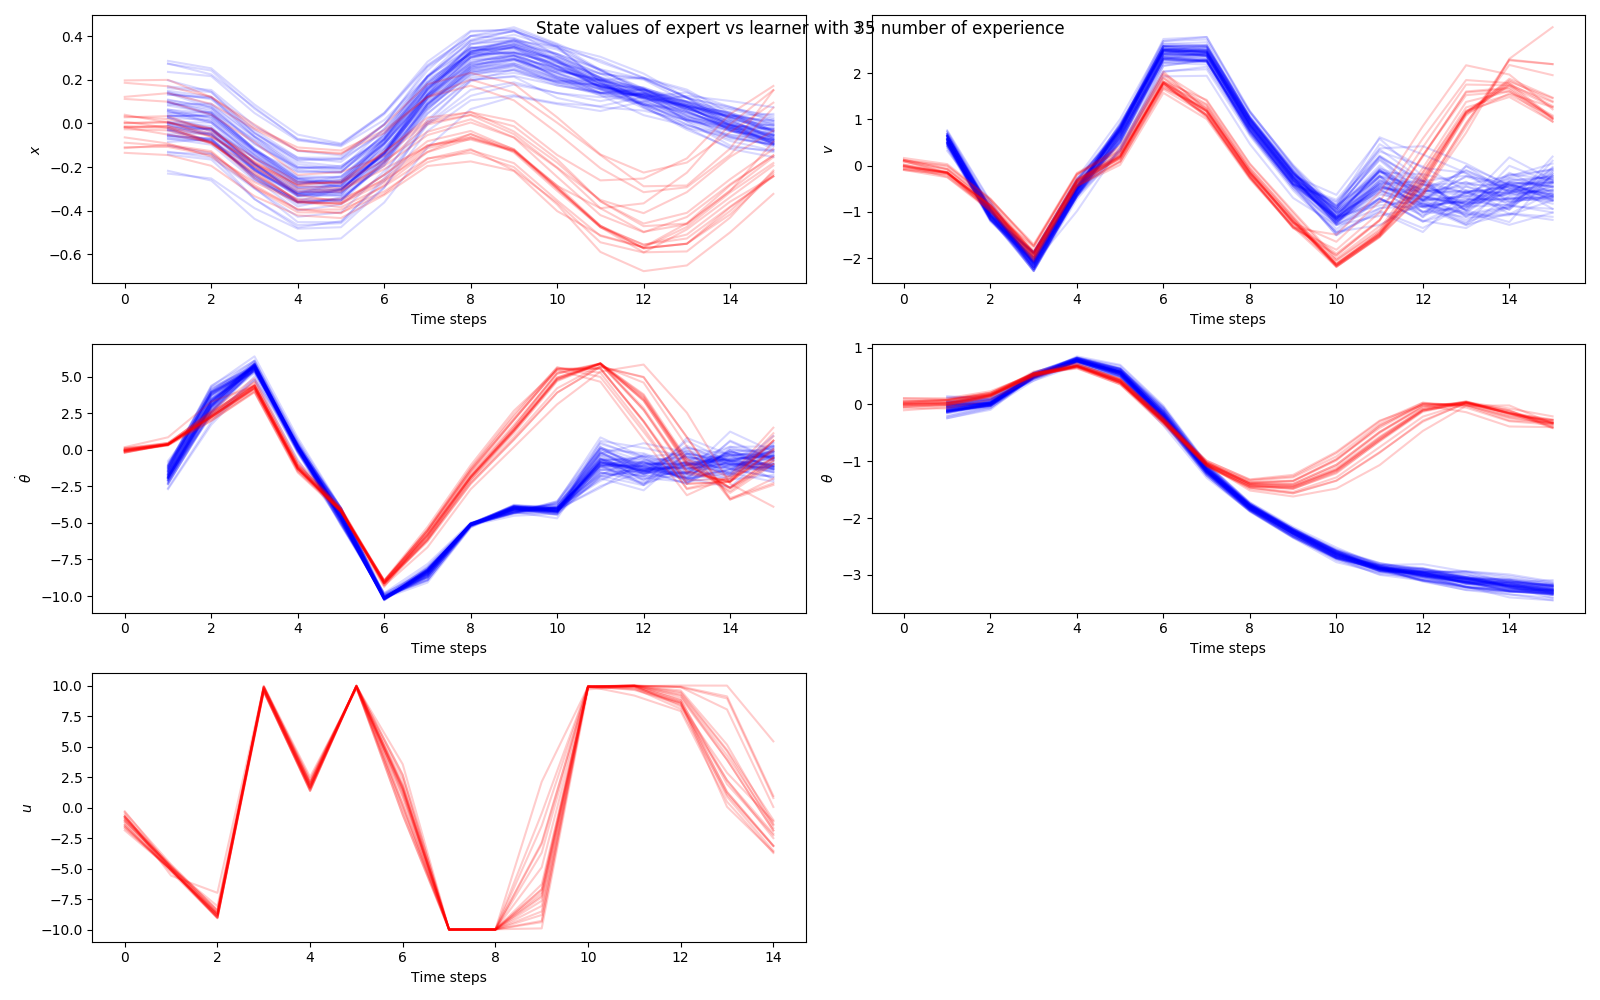 State values of expert vs learner with 35 number of experience
0.4
0.2
0.0
−0.2
−0.4
−0.6
x
0 2 4 6 8 10 12 14
Time steps
3
2
1
0
−1
−2
v
0 2 4 6 8 10 12 14
Time steps
5.0
2.5
0.0
−2.5
−5.0
−7.5
−10.0
θ̇
0 2 4 6 8 10 12 14
Time steps
1
0
−1
−2
−3
θ
0 2 4 6 8 10 12 14
Time steps
10.0
7.5
5.0
2.5
0.0
−2.5
−5.0
−7.5
−10.0
u
0 2 4 6 8 10 12 14
Time steps